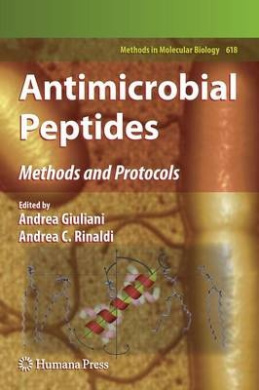 Methods in Molecular Biology 618
Antimicrobial
Peptides
Methods and Protocols
Edited by
Andrea Giuliani
Andrea C. Rinaldi
Humana Press